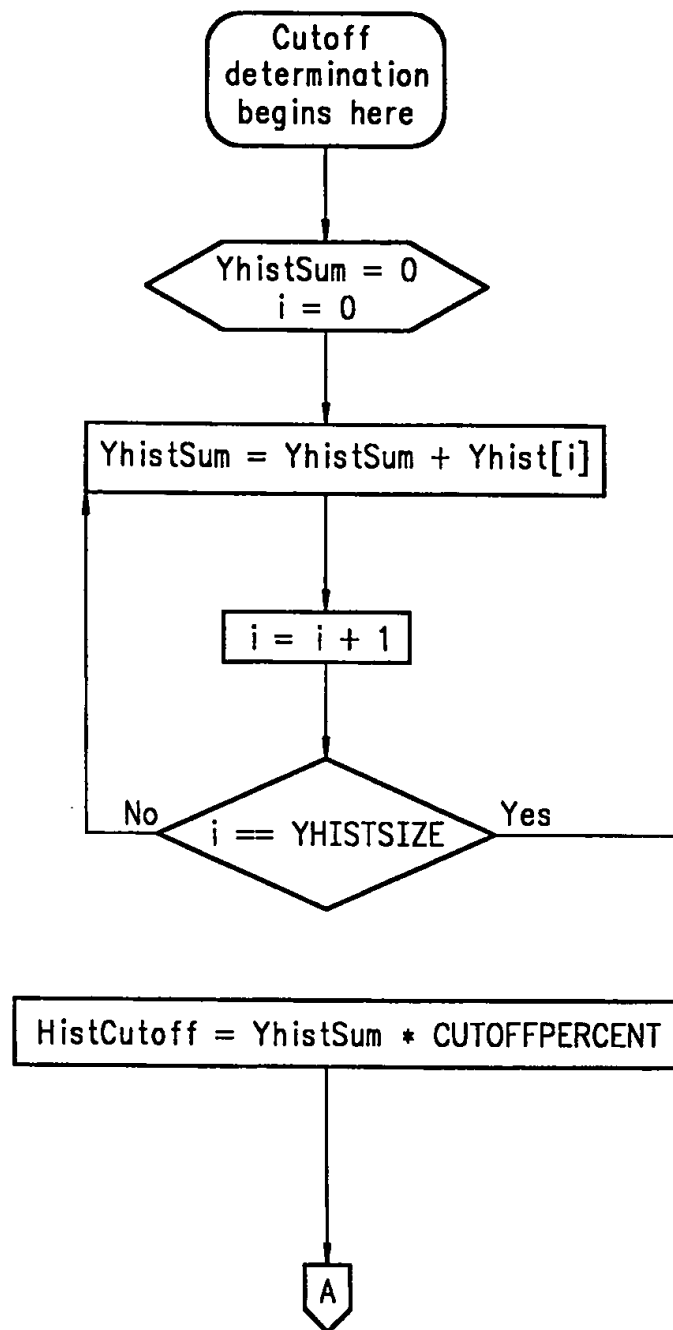 Cutoff
determination
begins here
YhistSum = 0
i = 0
YhistSum = YhistSum + Yhist[i]
i = i + 1
No
i == YHISTSIZE
Yes
HistCutoff = YhistSum * CUTOFFPERCENT
A